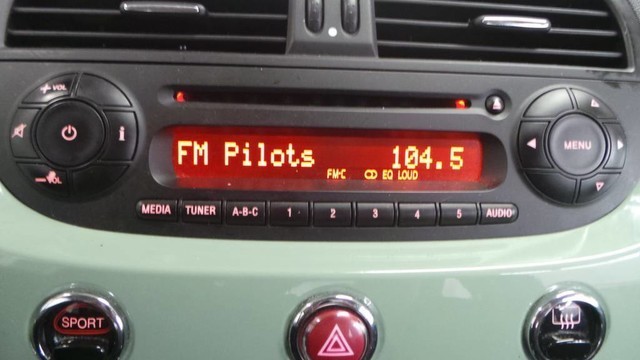 + VOL
- VOL
FM Pilots 104.5
FM-C CD EQ LOUD
MENU
MEDIA TUNER A-B-C 1 2 3 4 5 AUDIO
SPORT